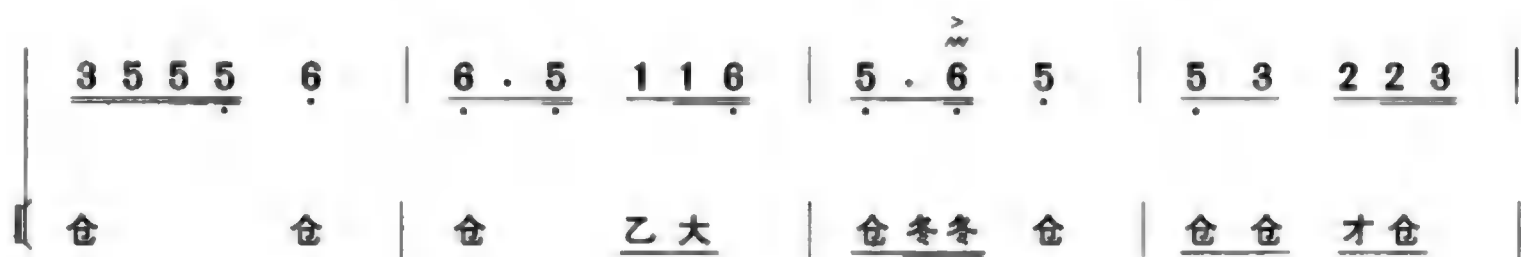 3 5 5 5 6 | 6 . 5 1 1 6 | 5 . 6 5 | 5 3 2 2 3 |
仓 仓 | 仓 乙大 | 仓冬冬 仓 | 仓仓 才仓 |